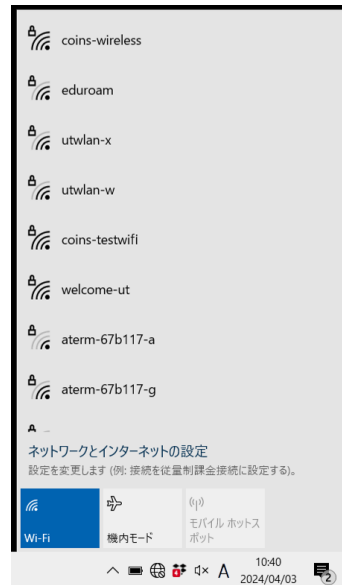 coins-wireless
eduroam
utwlan-x
utwlan-w
coins-testwifi
welcome-ut
aterm-67b117-a
aterm-67b117-g
ネットワークとインターネットの設定
設定を変更します (例: 接続を従量制課金接続に設定する)。
Wi-Fi
機内モード
モバイル ホットス
ポット
A
10:40
2024/04/03
2